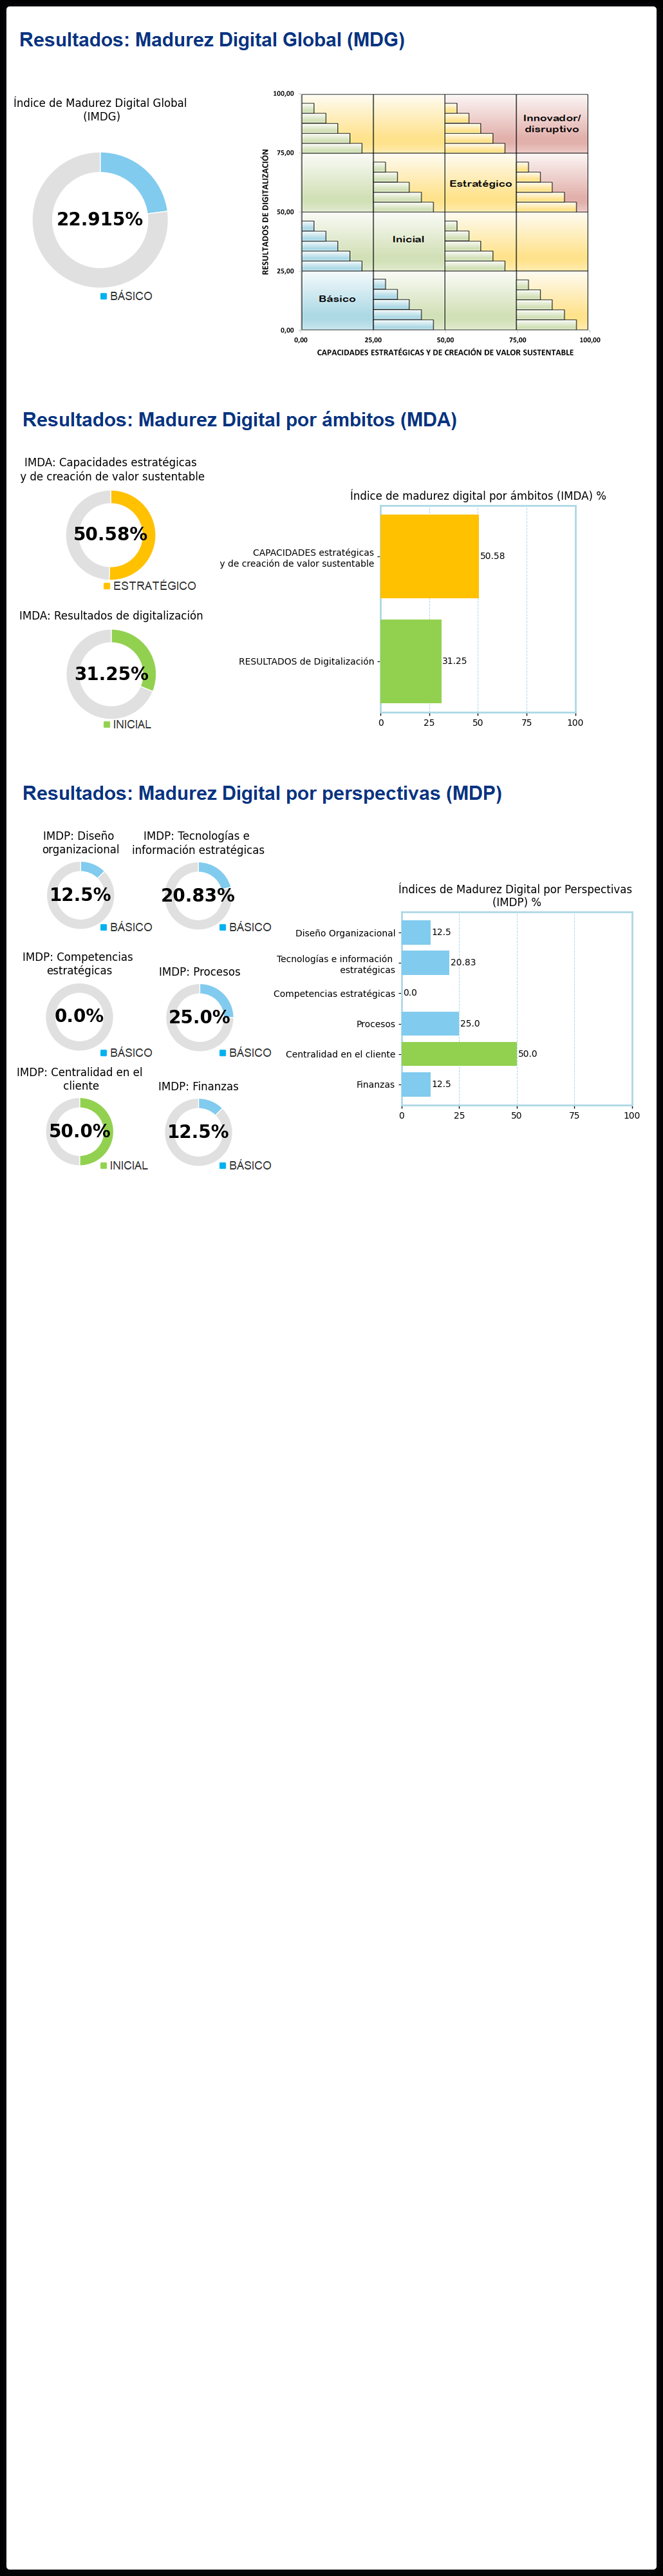 Resultados: Madurez Digital Global (MDG)
Índice de Madurez Digital Global
(IMDG)
22.915%
BÁSICO
RESULTADOS DE DIGITALIZACIÓN
100,00
75,00
50,00
25,00
0,00
Innovador/
disruptivo
Estratégico
Inicial
Básico
0,00 25,00 50,00 75,00 100,00
CAPACIDADES ESTRATÉGICAS Y DE CREACIÓN DE VALOR SUSTENTABLE
Resultados: Madurez Digital por ámbitos (MDA)
IMDA: Capacidades estratégicas
y de creación de valor sustentable
50.58%
ESTRATÉGICO
IMDA: Resultados de digitalización
31.25%
INICIAL
Índice de madurez digital por ámbitos (IMDA) %
CAPACIDADES estratégicas
y de creación de valor sustentable
50.58
RESULTADOS de Digitalización
31.25
0 25 50 75 100
Resultados: Madurez Digital por perspectivas (MDP)
IMDP: Diseño
organizacional
12.5%
BÁSICO
IMDP: Tecnologías e
información estratégicas
20.83%
BÁSICO
IMDP: Competencias
estratégicas
0.0%
BÁSICO
IMDP: Procesos
25.0%
BÁSICO
IMDP: Centralidad en el
cliente
50.0%
INICIAL
IMDP: Finanzas
12.5%
BÁSICO
Índices de Madurez Digital por Perspectivas
(IMDP) %
Diseño Organizacional
12.5
Tecnologías e información
estratégicas
20.83
Competencias estratégicas
0.0
Procesos
25.0
Centralidad en el cliente
50.0
Finanzas
12.5
0 25 50 75 100